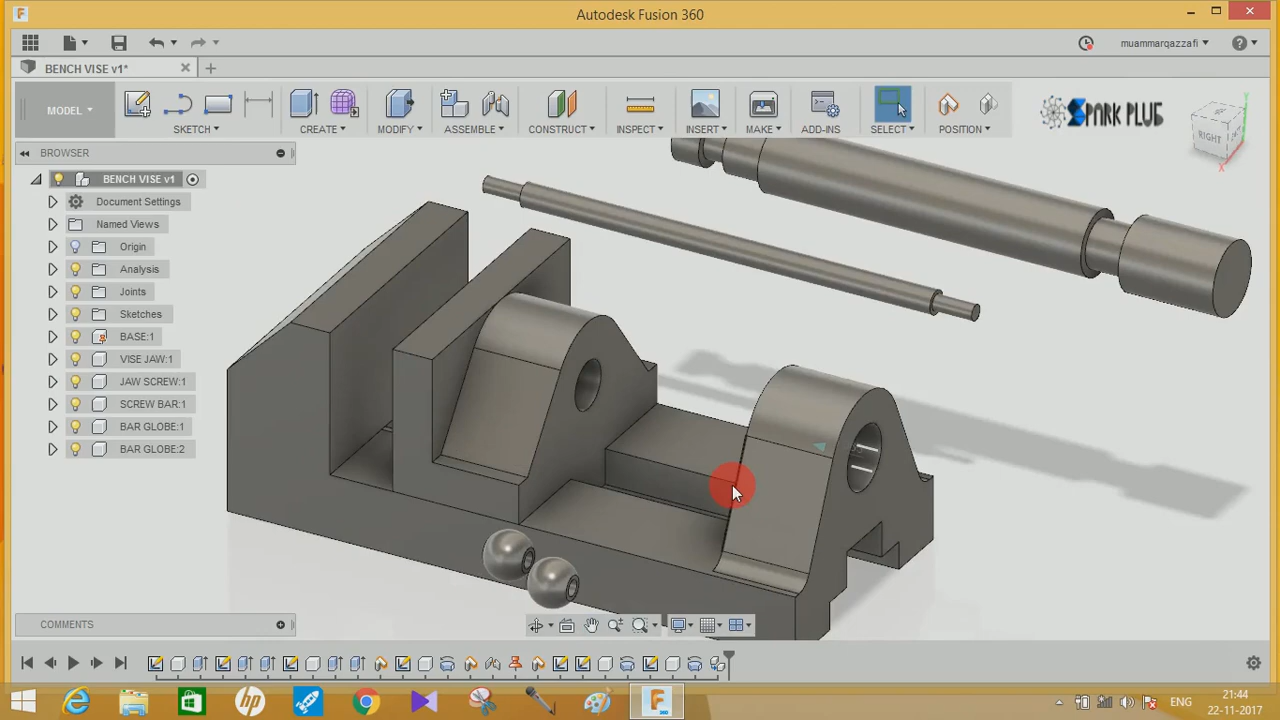 Autodesk Fusion 360
muammarqazzafi
BENCH VISE v1*
MODEL
SKETCH
CREATE
MODIFY
ASSEMBLE
CONSTRUCT
INSPECT
INSERT
MAKE
ADD-INS
SELECT
POSITION
SPARK PLUG
RIGHT
BROWSER
BENCH VISE v1
Document Settings
Named Views
Origin
Analysis
Joints
Sketches
BASE:1
VISE JAW:1
JAW SCREW:1
SCREW BAR:1
BAR GLOBE:1
BAR GLOBE:2
COMMENTS
ENG
21:44
22-11-2017